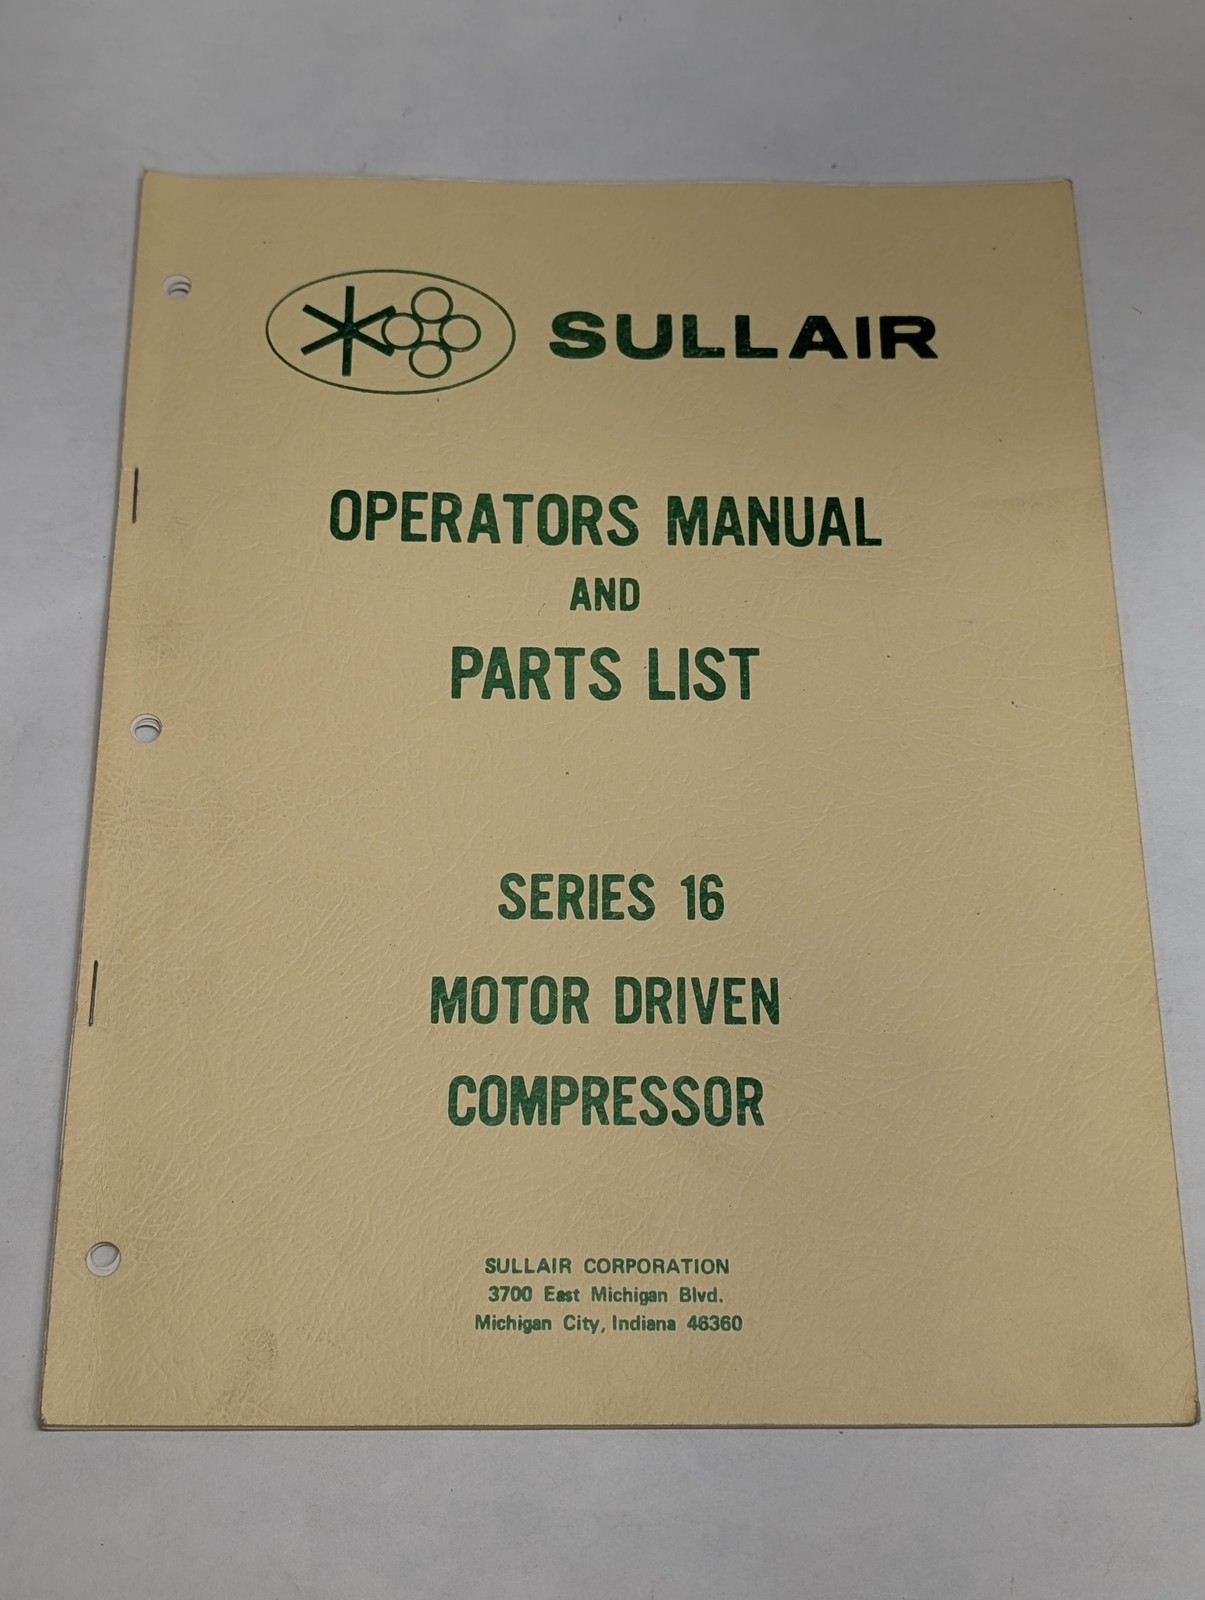 SULLAIR
OPERATORS MANUAL
AND
PARTS LIST
SERIES 16
MOTOR DRIVEN
COMPRESSOR
SULLAIR CORPORATION
3700 East Michigan Blvd.
Michigan City, Indiana 46360